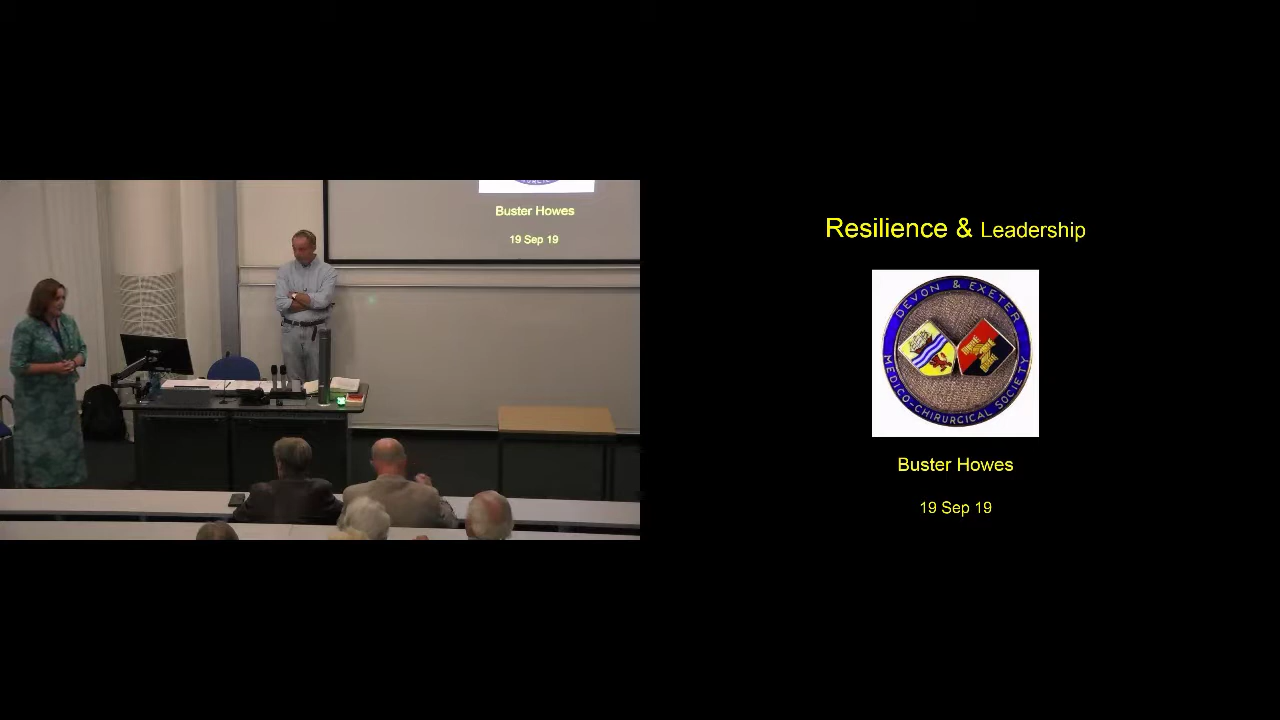 Buster Howes
19 Sep 19
Resilience & Leadership
DEVON & EXETER
MEDICO-CHIRURGICAL SOCIETY
Buster Howes
19 Sep 19